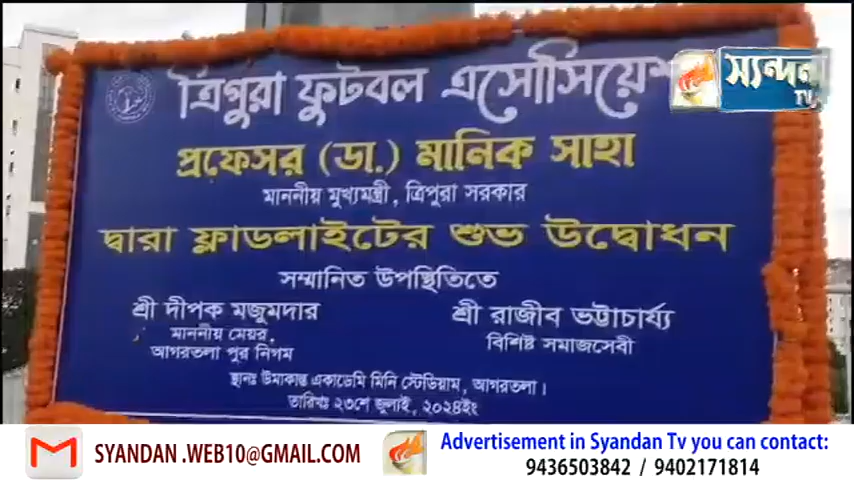 ত্রিপুরা ফুটবল এসোসিয়ে
স্যন্দন
TV
প্রফেসর (ডা.) মানিক সাহা
মাননীয় মুখ্যমন্ত্রী, ত্রিপুরা সরকার
দ্বারা ফ্লাডলাইটের শুভ উদ্বোধন
সম্মানিত উপস্থিতিতে
শ্রী দীপক মজুমদার
মাননীয় মেয়র,
আগরতলা পুর নিগম
শ্রী রাজীব ভট্টাচার্য্য
বিশিষ্ট সমাজসেবী
স্থানঃ উমাকান্ত একাডেমি মিনি স্টেডিয়াম, আগরতলা।
তারিখঃ ২৩শে জুলাই, ২০২৪ইং
SYANDAN .WEB10@GMAIL.COM
Advertisement in Syandan Tv you can contact:
9436503842 / 9402171814